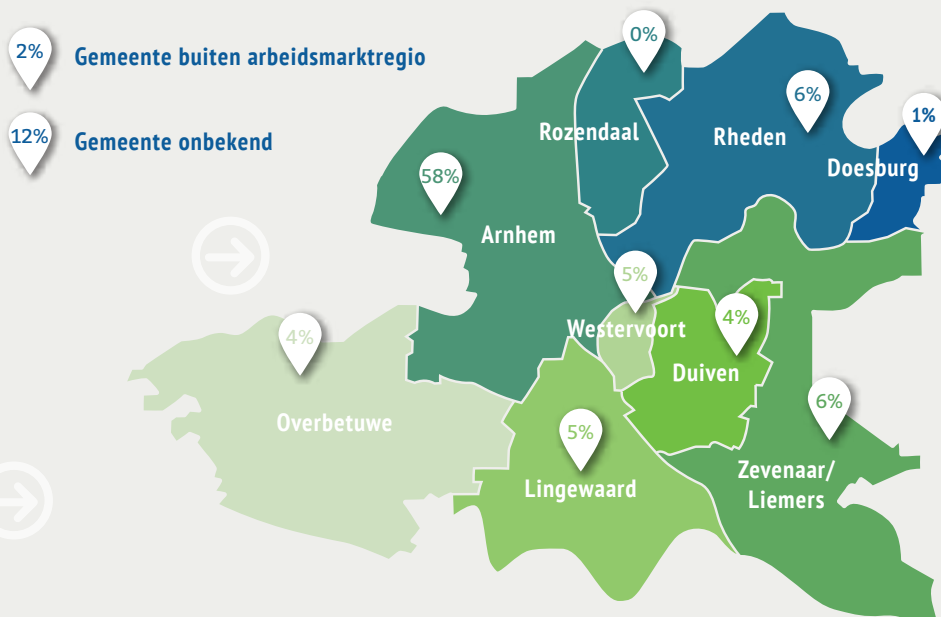 2% Gemeente buiten arbeidsmarktregio
12% Gemeente onbekend
0%
Rozendaal
6%
Rheden
1%
Doesburg
58%
Arnhem
5%
Westervoort
4%
Duiven
4%
Overbetuwe
5%
Lingewaard
6%
Zevenaar/
Liemers